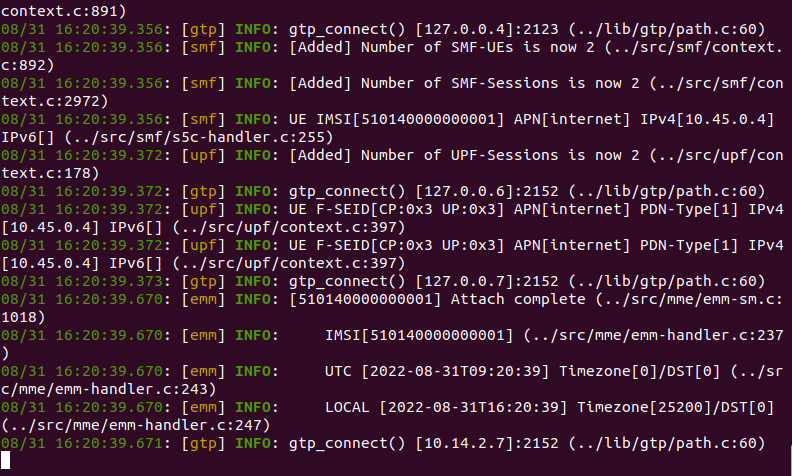 context.c:891)
08/31 16:20:39.356: [gtp] INFO: gtp_connect() [127.0.0.4]:2123 (../lib/gtp/path.c:60)
08/31 16:20:39.356: [smf] INFO: [Added] Number of SMF-UEs is now 2 (../src/smf/context.
c:892)
08/31 16:20:39.356: [smf] INFO: [Added] Number of SMF-Sessions is now 2 (../src/smf/con
text.c:2972)
08/31 16:20:39.356: [smf] INFO: UE IMSI[510140000000001] APN[internet] IPv4[10.45.0.4]
IPv6[] (../src/smf/s5c-handler.c:255)
08/31 16:20:39.372: [upf] INFO: [Added] Number of UPF-Sessions is now 2 (../src/upf/con
text.c:178)
08/31 16:20:39.372: [gtp] INFO: gtp_connect() [127.0.0.6]:2152 (../lib/gtp/path.c:60)
08/31 16:20:39.372: [upf] INFO: UE F-SEID[CP:0x3 UP:0x3] APN[internet] PDN-Type[1] IPv4
[10.45.0.4] IPv6[] (../src/upf/context.c:397)
08/31 16:20:39.372: [upf] INFO: UE F-SEID[CP:0x3 UP:0x3] APN[internet] PDN-Type[1] IPv4
[10.45.0.4] IPv6[] (../src/upf/context.c:397)
08/31 16:20:39.373: [gtp] INFO: gtp_connect() [127.0.0.7]:2152 (../lib/gtp/path.c:60)
08/31 16:20:39.670: [emm] INFO: [510140000000001] Attach complete (../src/mme/emm-sm.c:
1018)
08/31 16:20:39.670: [emm] INFO:     IMSI[510140000000001] (../src/mme/emm-handler.c:237
)
08/31 16:20:39.670: [emm] INFO:     UTC [2022-08-31T09:20:39] Timezone[0]/DST[0] (../sr
c/mme/emm-handler.c:243)
08/31 16:20:39.670: [emm] INFO:     LOCAL [2022-08-31T16:20:39] Timezone[25200]/DST[0]
(../src/mme/emm-handler.c:247)
08/31 16:20:39.671: [gtp] INFO: gtp_connect() [10.14.2.7]:2152 (../lib/gtp/path.c:60)